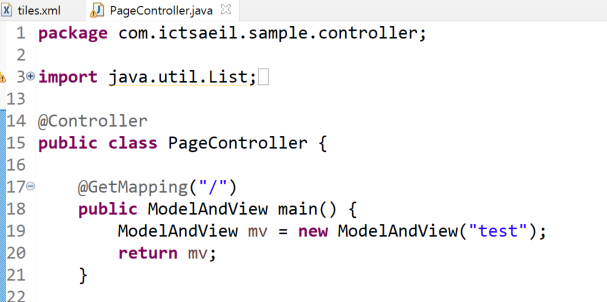 tiles.xml PageController.java
1 package com.ictsaeil.sample.controller;
2
3 import java.util.List;
13
14 @Controller
15 public class PageController {
16
17 @GetMapping("/")
18 public ModelAndView main() {
19 ModelAndView mv = new ModelAndView("test");
20 return mv;
21 }
22